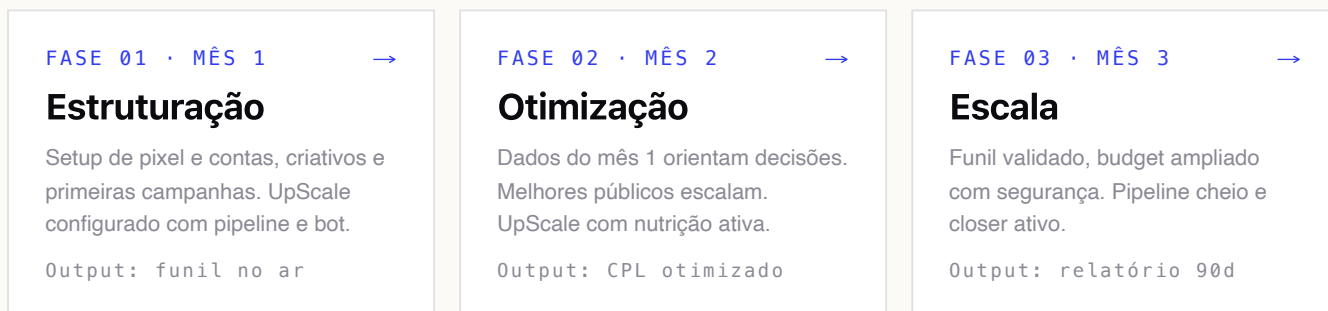 FASE 01 · MÊS 1 →
Estruturação
Setup de pixel e contas, criativos e
primeiras campanhas. UpScale
configurado com pipeline e bot.
Output: funil no ar
FASE 02 · MÊS 2 →
Otimização
Dados do mês 1 orientam decisões.
Melhores públicos escalam.
UpScale com nutrição ativa.
Output: CPL otimizado
FASE 03 · MÊS 3 →
Escala
Funil validado, budget ampliado
com segurança. Pipeline cheio e
closer ativo.
Output: relatório 90d